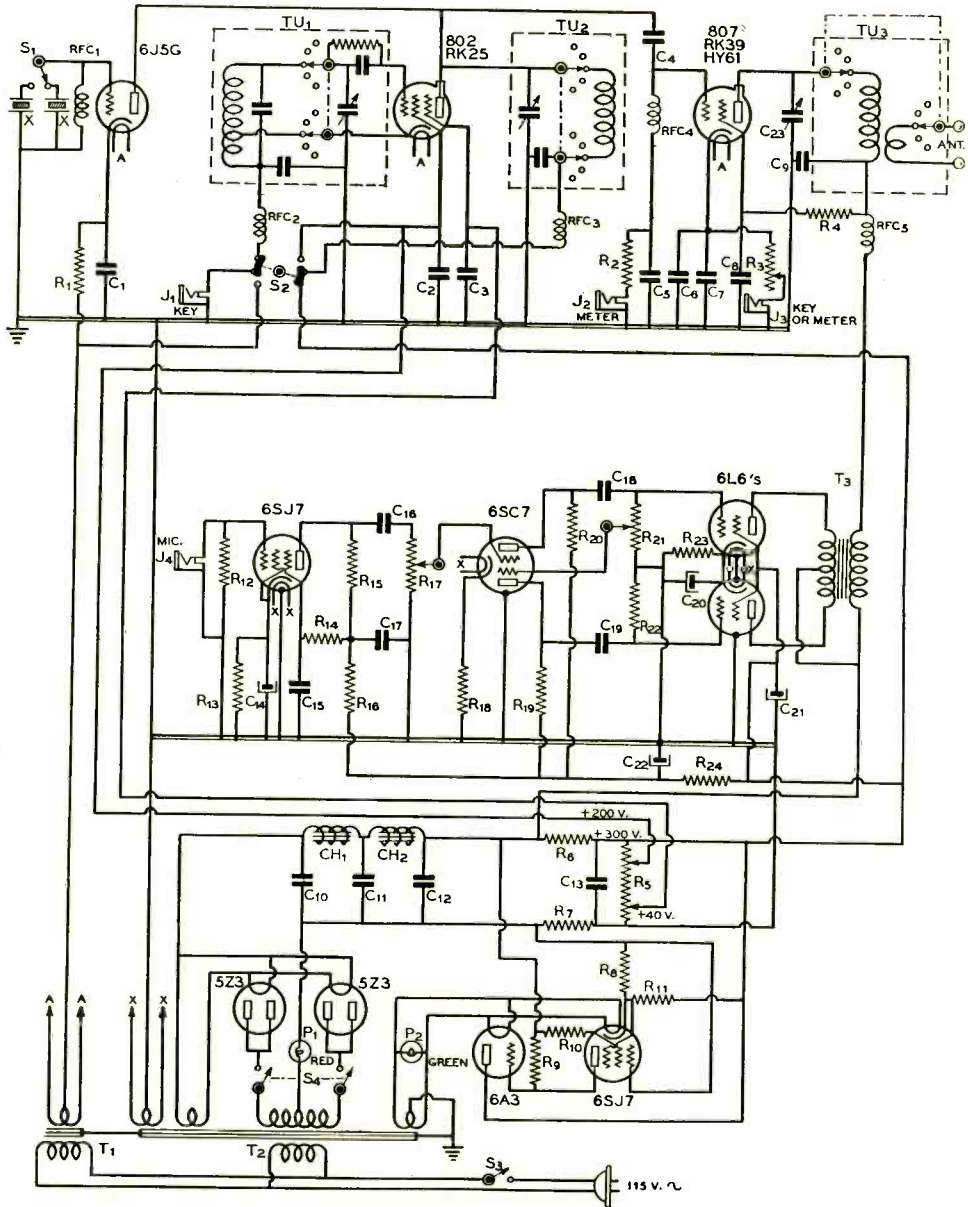 TU₁
TU₂
TU₃
S₁
RFC₁
6J5G
802
RK25
C₄
807
RK39
HY61
X
X
A
A
RFC₄
A
C₂₃
C₉
ANT.
RFC₂
RFC₃
R₄
RFC₅
R₁
C₁
J₁
KEY
S₂
C₂
C₃
R₂
J₂
METER
C₅
C₆
C₇
C₈
R₃
J₃
KEY
OR METER
6SJ7
6SC7
6L6's
T₃
MIC.
J₄
R₁₂
C₁₆
R₁₅
R₁₇
X
C₁₈
R₂₀
R₂₁
R₂₃
X X
R₁₄
C₁₇
C₂₀
R₂₂
C₁₉
R₁₃
C₁₄
C₁₅
R₁₆
R₁₈
R₁₉
C₂₁
C₂₂
R₂₄
+200 V.
+300 V.
CH₁
CH₂
R₆
R₅
C₁₀
C₁₁
C₁₂
C₁₃
R₇
+40 V.
R₈
R₁₁
5Z3
5Z3
A
A
X
X
P₁
RED
P₂
GREEN
R₁₀
R₉
S₄
6A3
6SJ7
T₁
T₂
S₃
115 V. ~